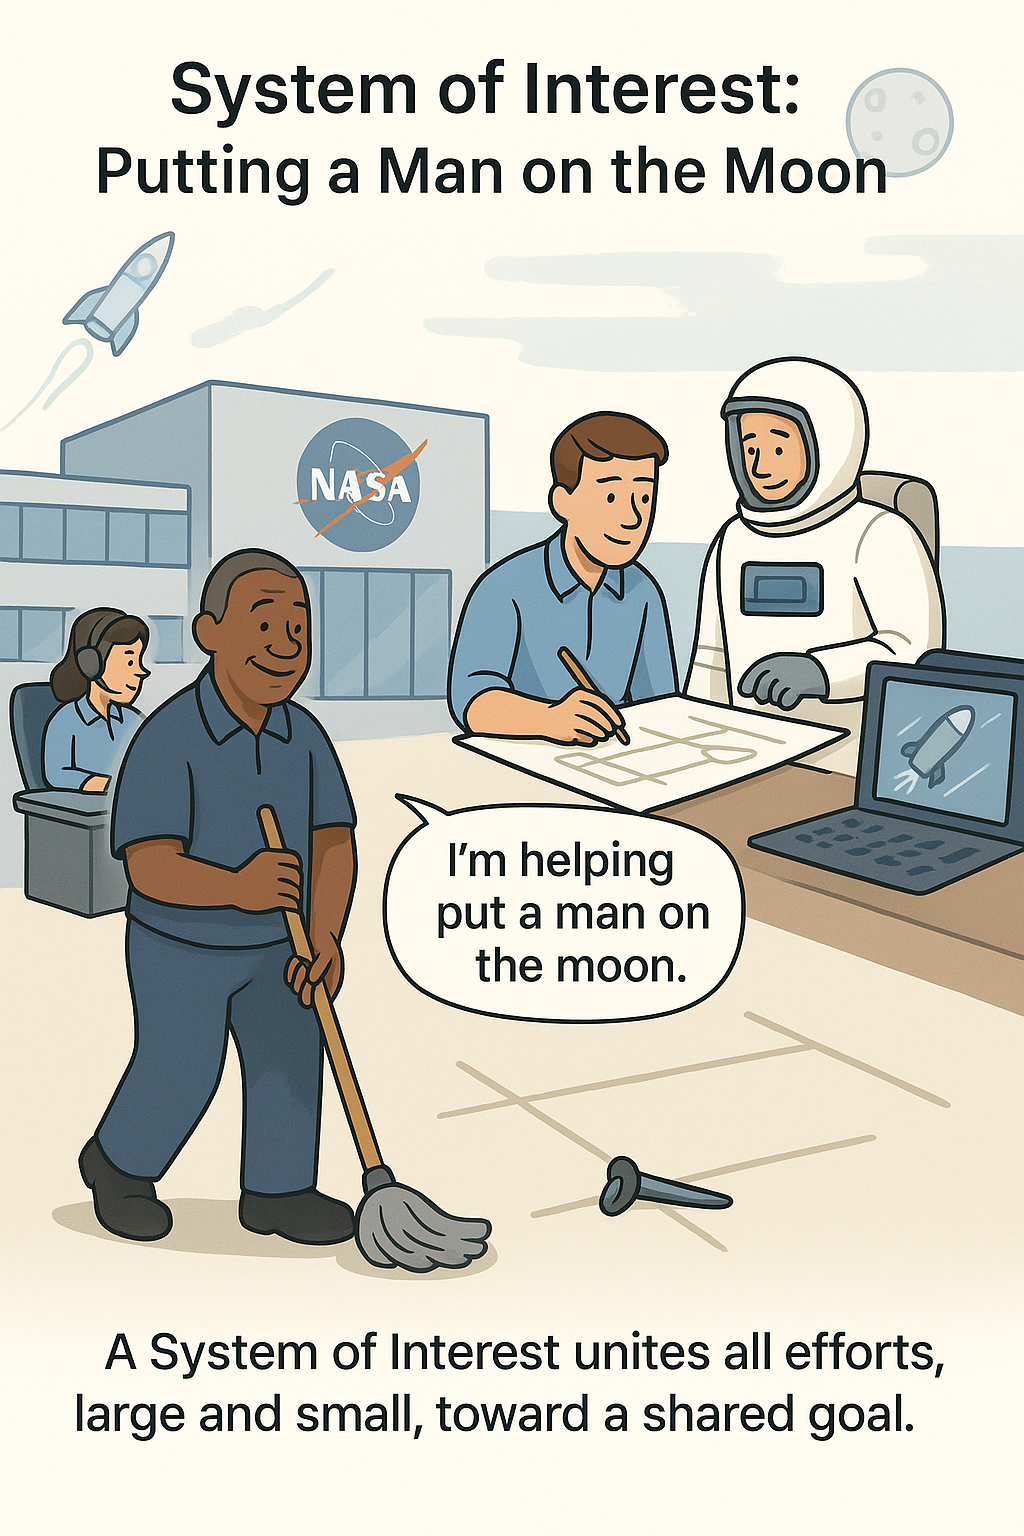 System of Interest:
Putting a Man on the Moon
NASA
I’m helping
put a man on
the moon.
A System of Interest unites all efforts,
large and small, toward a shared goal.